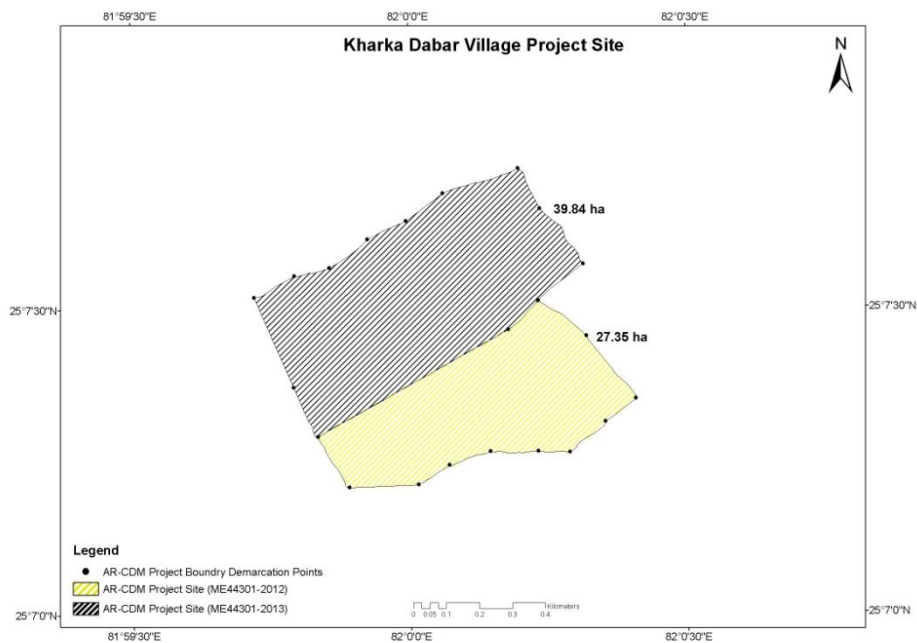 81°59'30"E 82°0'0"E 82°0'30"E
Kharka Dabar Village Project Site
N
39.84 ha
25°7'30"N 25°7'30"N
27.35 ha
Legend
AR-CDM Project Boundry Demarcation Points
AR-CDM Project Site (ME44301-2012)
AR-CDM Project Site (ME44301-2013)
Kilometers
0 0.05 0.1 0.2 0.3 0.4
25°7'0"N 25°7'0"N
81°59'30"E 82°0'0"E 82°0'30"E